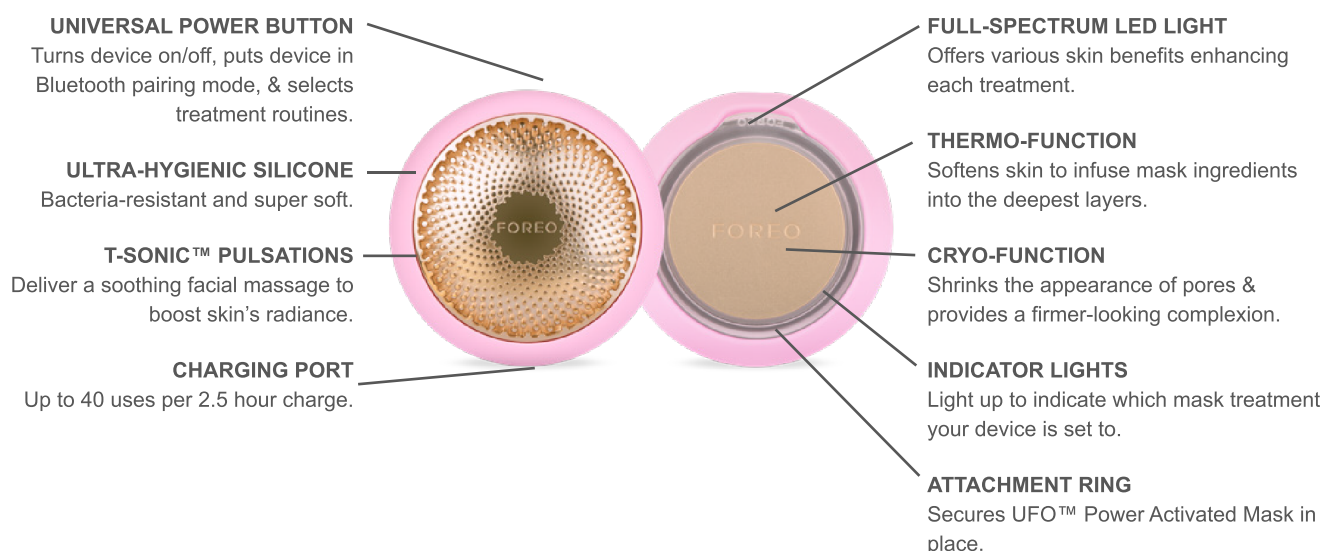 UNIVERSAL POWER BUTTON
Turns device on/off, puts device in
Bluetooth pairing mode, & selects
treatment routines.
ULTRA-HYGIENIC SILICONE
Bacteria-resistant and super soft.
T-SONIC™ PULSATIONS
Deliver a soothing facial massage to
boost skin’s radiance.
CHARGING PORT
Up to 40 uses per 2.5 hour charge.
FOREO
FOREO
FULL-SPECTRUM LED LIGHT
Offers various skin benefits enhancing
each treatment.
THERMO-FUNCTION
Softens skin to infuse mask ingredients
into the deepest layers.
CRYO-FUNCTION
Shrinks the appearance of pores &
provides a firmer-looking complexion.
INDICATOR LIGHTS
Light up to indicate which mask treatment
your device is set to.
ATTACHMENT RING
Secures UFO™ Power Activated Mask in
place.